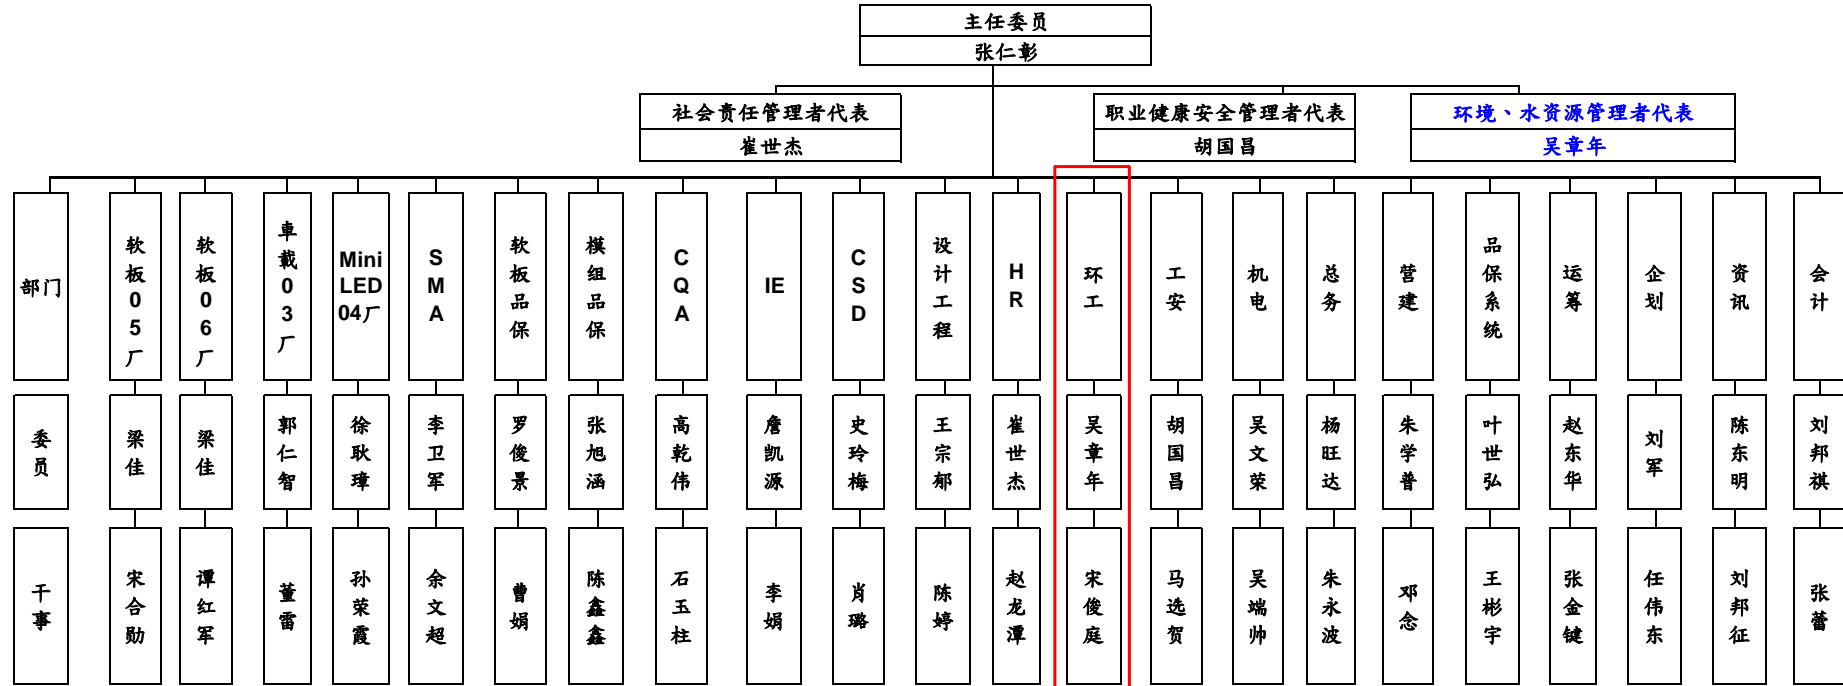 主任委员
张仁彰
社会责任管理者代表
崔世杰
职业健康安全管理者代表
胡国昌
环境、水资源管理者代表
吴章年
部门
软板05厂
软板06厂
車載03厂
Mini
LED
04厂
SMA
软板品保
模组品保
CQA
IE
CSD
设计工程
HR
环工
工安
机电
总务
营建
品保系统
运筹
企划
资讯
会计
委员
梁佳
梁佳
郭仁智
徐耿璋
李卫军
罗俊景
张旭涵
高乾伟
詹凯源
史玲梅
王宗郁
崔世杰
吴章年
胡国昌
吴文荣
杨旺达
朱学普
叶世弘
赵东华
刘军
陈东明
刘邦祺
干事
宋合勋
谭红军
董雷
孙荣霞
余文超
曹娟
陈鑫鑫
石玉柱
李娟
肖璐
陈婷
赵龙潭
宋俊庭
马选贺
吴端帅
朱永波
邓念
王彬宇
张金键
任伟东
刘邦征
张蕾